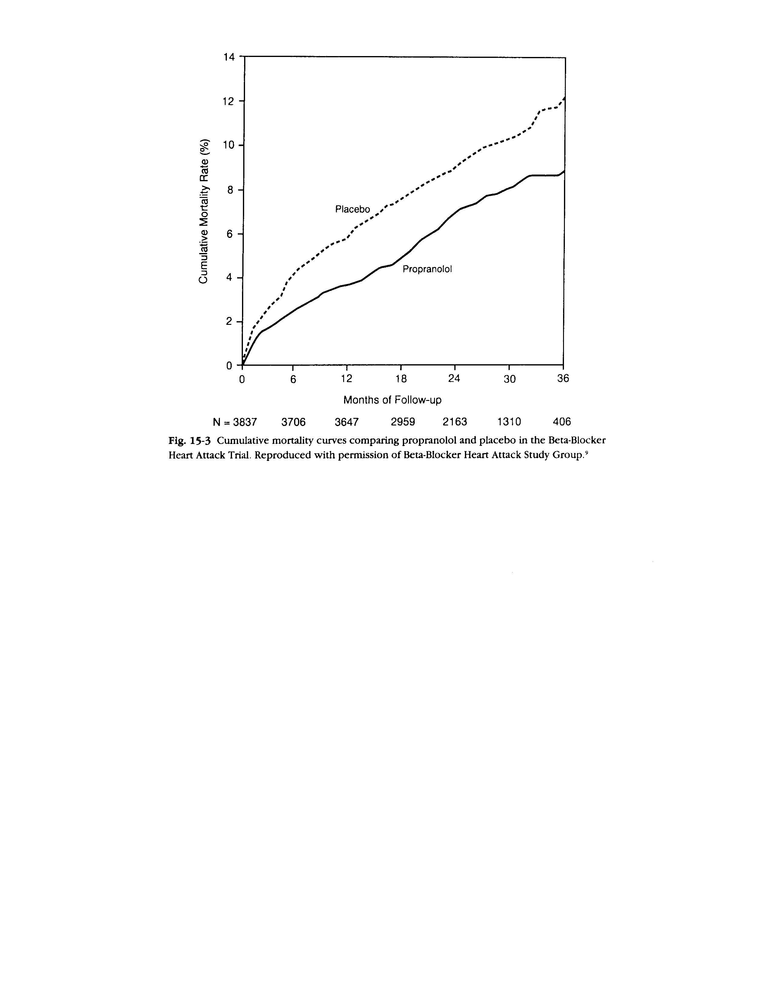 14
12
10
8
6
4
2
0
Cumulative Mortality Rate (%)
Placebo
Propranolol
0 6 12 18 24 30 36
Months of Follow-up
N = 3837 3706 3647 2959 2163 1310 406
Fig. 15-3 Cumulative mortality curves comparing propranolol and placebo in the Beta-Blocker
Heart Attack Trial. Reproduced with permission of Beta-Blocker Heart Attack Study Group.⁹